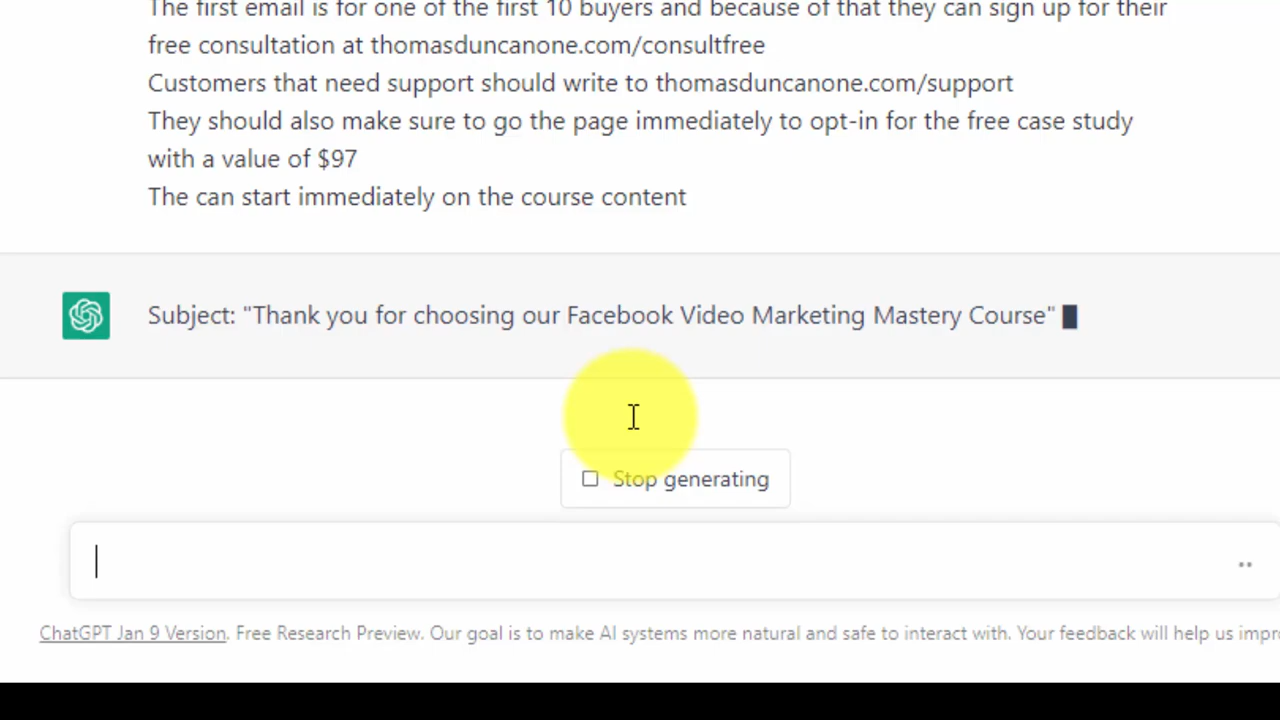 The first email is for one of the first 10 buyers and because of that they can sign up for their
free consultation at thomasduncanone.com/consultfree
Customers that need support should write to thomasduncanone.com/support
They should also make sure to go the page immediately to opt-in for the free case study
with a value of $97
The can start immediately on the course content
Subject: "Thank you for choosing our Facebook Video Marketing Mastery Course"
Stop generating
ChatGPT Jan 9 Version. Free Research Preview. Our goal is to make AI systems more natural and safe to interact with. Your feedback will help us impr